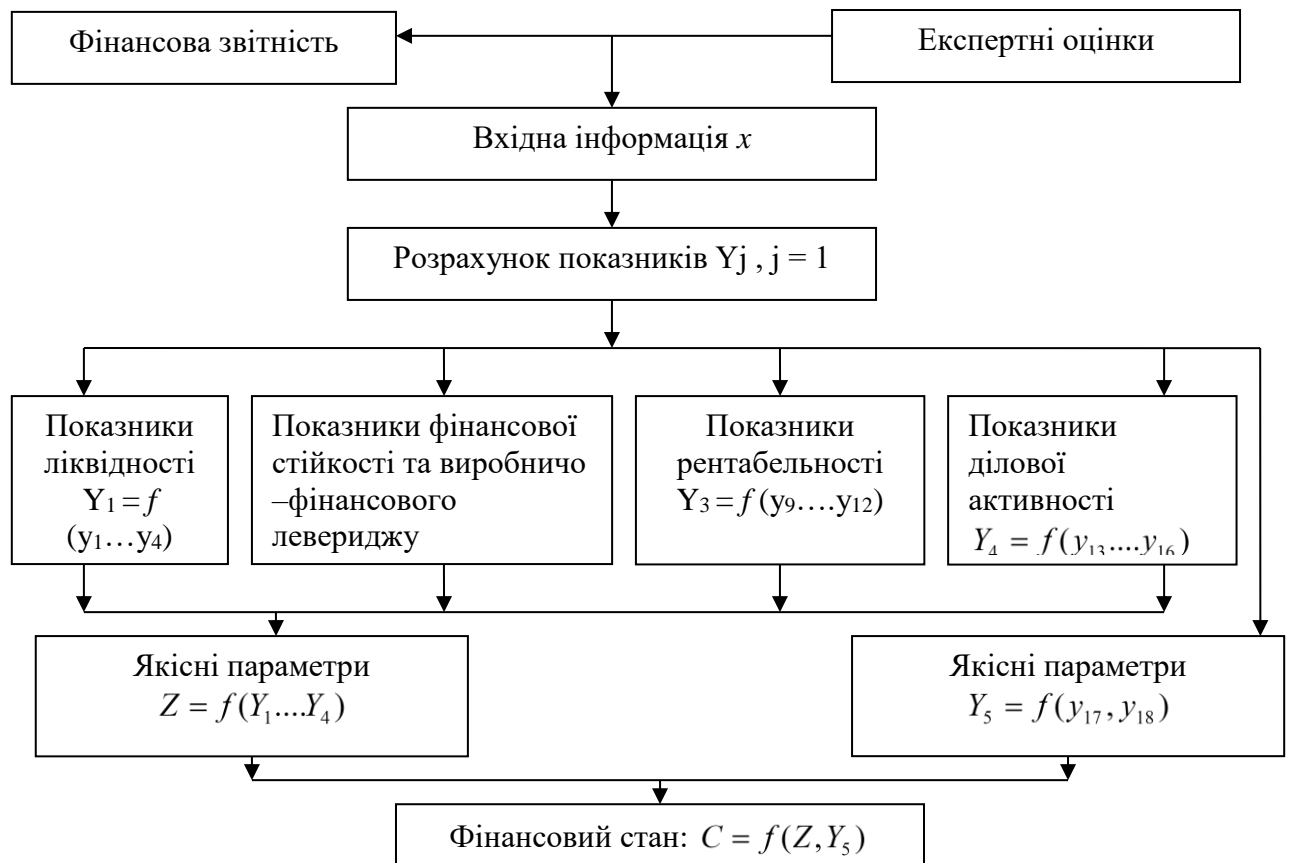 Фінансова звітність
Експертні оцінки
Вхідна інформація x
Розрахунок показників Yj , j = 1
Показники
ліквідності
Y₁ = f
(y₁…y₄)
Показники фінансової
стійкості та виробничо
–фінансового
левериджу
Показники
рентабельності
Y₃ = f (y₉….y₁₂)
Показники
ділової
активності
Y₄ = f(y₁₃....y₁₆)
Якісні параметри
Z = f(Y₁....Y₄)
Якісні параметри
Y₅ = f(y₁₇, y₁₈)
Фінансовий стан: C = f(Z, Y₅)